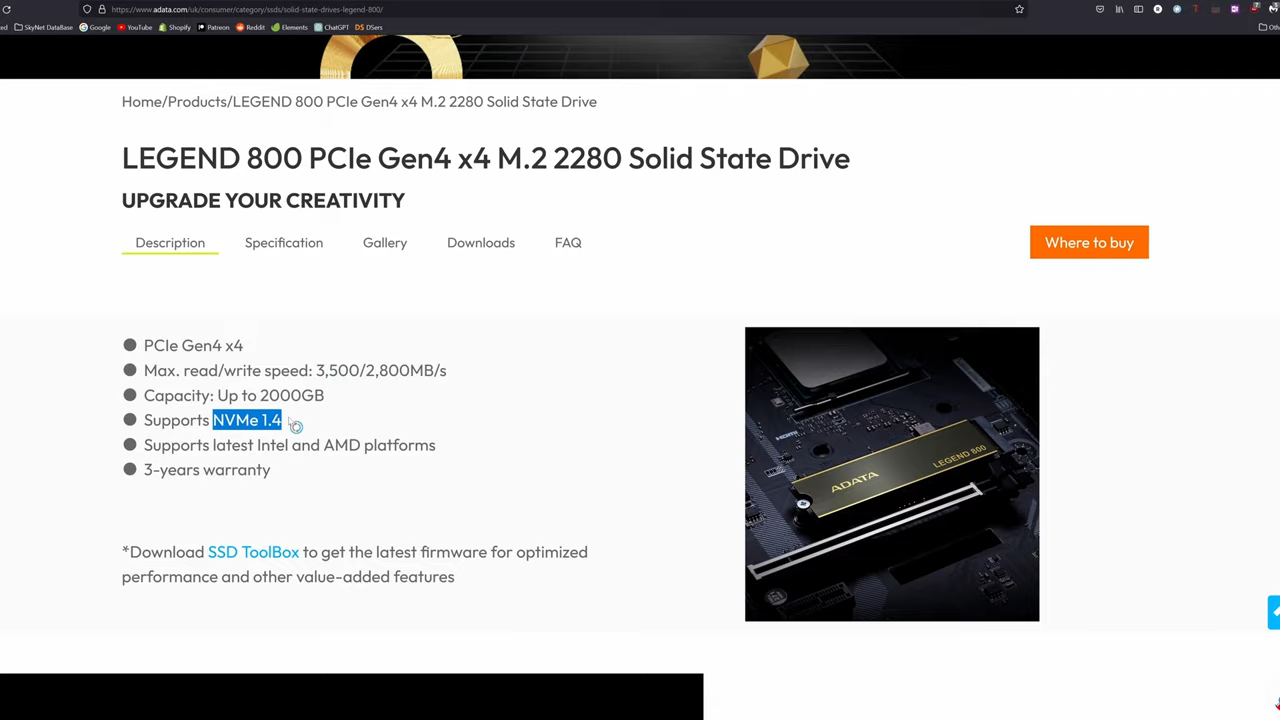 https://www.adata.com/uk/consumer/category/ssds/solid-state-drives-legend-800/
SkyNet DataBase Google YouTube Shopify Patreon Reddit Elements ChatGPT DSers
Home/Products/LEGEND 800 PCIe Gen4 x4 M.2 2280 Solid State Drive
LEGEND 800 PCIe Gen4 x4 M.2 2280 Solid State Drive
UPGRADE YOUR CREATIVITY
Description Specification Gallery Downloads FAQ
Where to buy
PCIe Gen4 x4
Max. read/write speed: 3,500/2,800MB/s
Capacity: Up to 2000GB
Supports NVMe 1.4
Supports latest Intel and AMD platforms
3-years warranty
ADATA LEGEND 800
*Download SSD ToolBox to get the latest firmware for optimized
performance and other value-added features